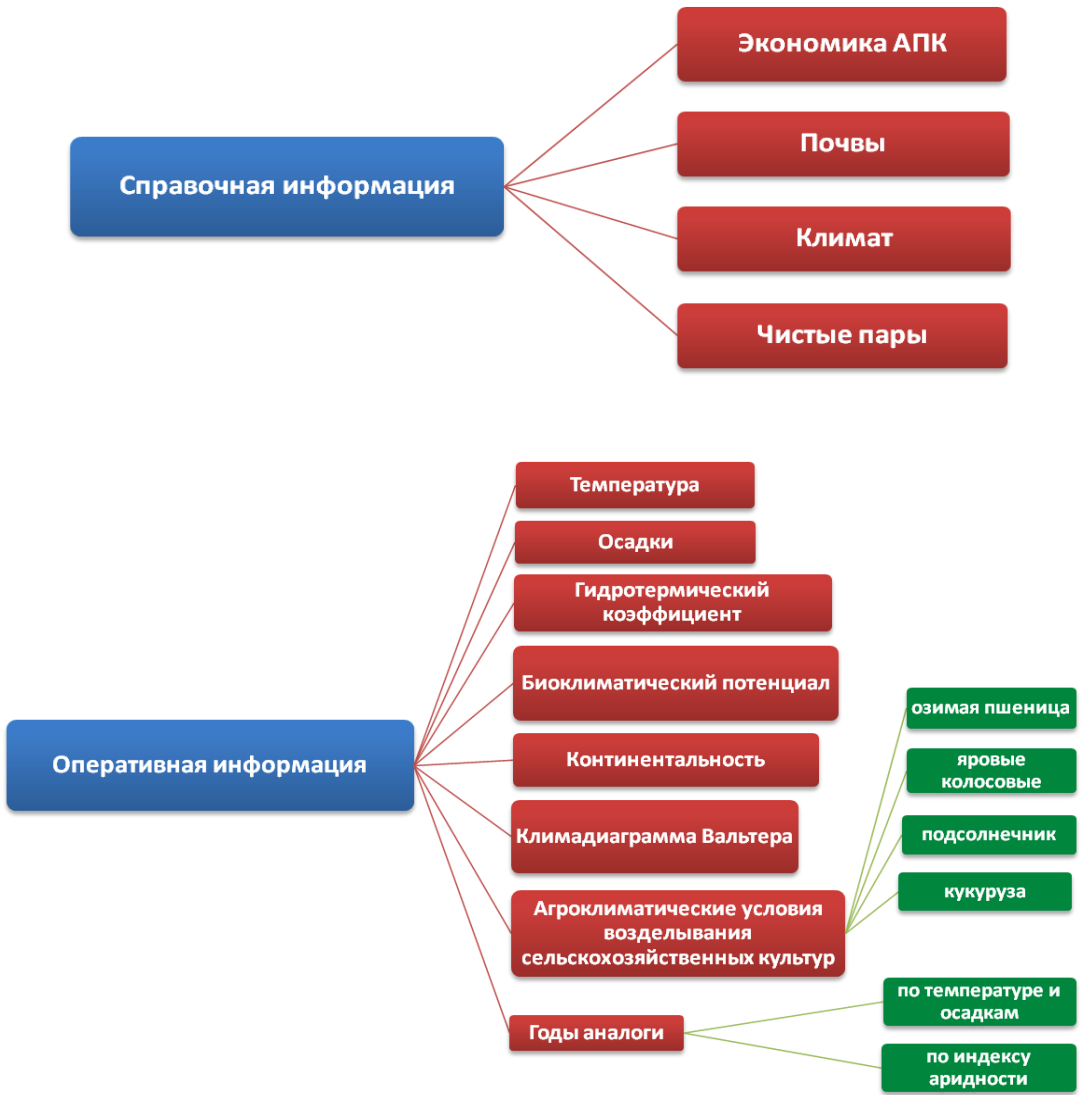 Экономика АПК
Почвы
Справочная информация
Климат
Чистые пары
Температура
Осадки
Гидротермический
коэффициент
Биоклиматический потенциал
озимая пшеница
Оперативная информация
Континентальность
яровые
колосовые
Климадиаграмма Вальтера
подсолнечник
кукуруза
Агроклиматические условия
возделывания
сельскохозяйственных культур
по температуре и
осадкам
Годы аналоги
по индексу
аридности